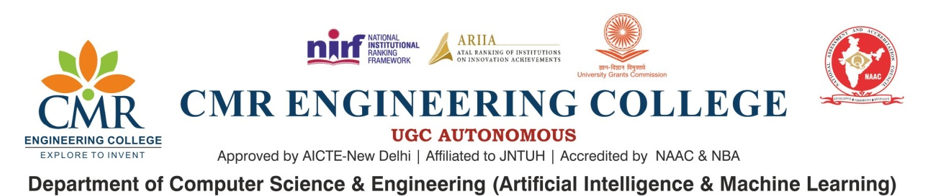 nirf
NATIONAL
INSTITUTIONAL
RANKING
FRAMEWORK
ARIIA
ATAL RANKING OF INSTITUTIONS
ON INNOVATION ACHIEVEMENTS
ज्ञान-विज्ञान विमुक्तये
University Grants Commission
NAAC
CMR
ENGINEERING COLLEGE
EXPLORE TO INVENT
CMR ENGINEERING COLLEGE
UGC AUTONOMOUS
Approved by AICTE-New Delhi | Affiliated to JNTUH | Accredited by NAAC & NBA
Department of Computer Science & Engineering (Artificial Intelligence & Machine Learning)